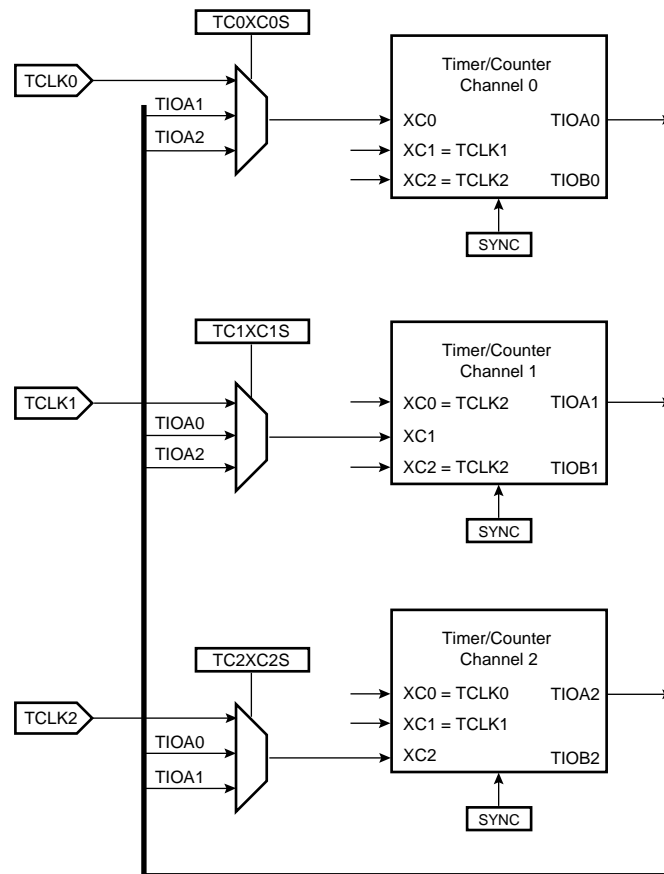 TC0XC0S
TCLK0
TIOA1
TIOA2
Timer/Counter
Channel 0
XC0
TIOA0
XC1 = TCLK1
XC2 = TCLK2
TIOB0
SYNC
TC1XC1S
TCLK1
TIOA0
TIOA2
Timer/Counter
Channel 1
XC0 = TCLK2
TIOA1
XC1
XC2 = TCLK2
TIOB1
SYNC
TC2XC2S
TCLK2
TIOA0
TIOA1
Timer/Counter
Channel 2
XC0 = TCLK0
TIOA2
XC1 = TCLK1
XC2
TIOB2
SYNC